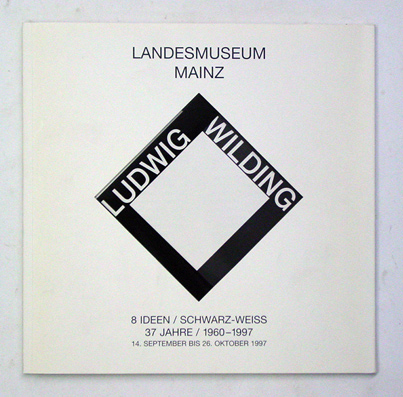 LANDESMUSEUM
MAINZ
LUDWIG
WILDING
8 IDEEN / SCHWARZ-WEISS
37 JAHRE / 1960–1997
14. SEPTEMBER BIS 26. OKTOBER 1997